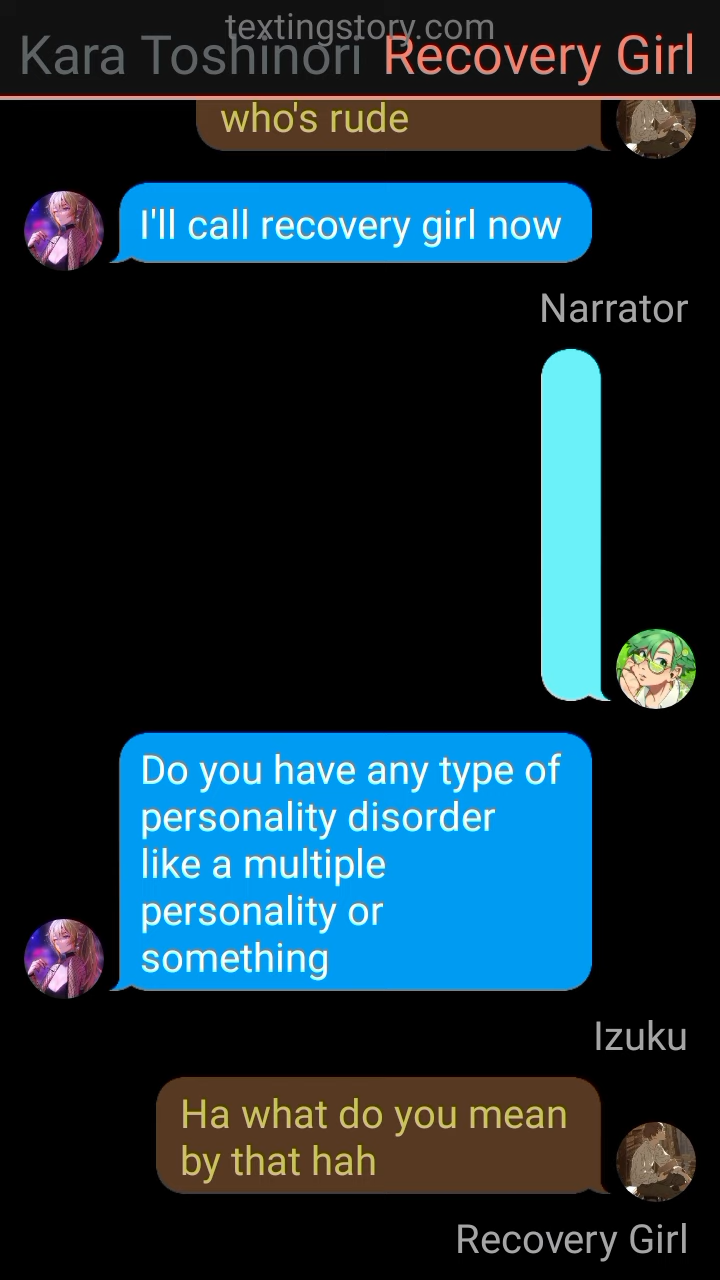 textingstory.com
Kara Toshinori Recovery Girl
who's rude
I'll call recovery girl now
Narrator
Do you have any type of
personality disorder
like a multiple
personality or
something
Izuku
Ha what do you mean
by that hah
Recovery Girl